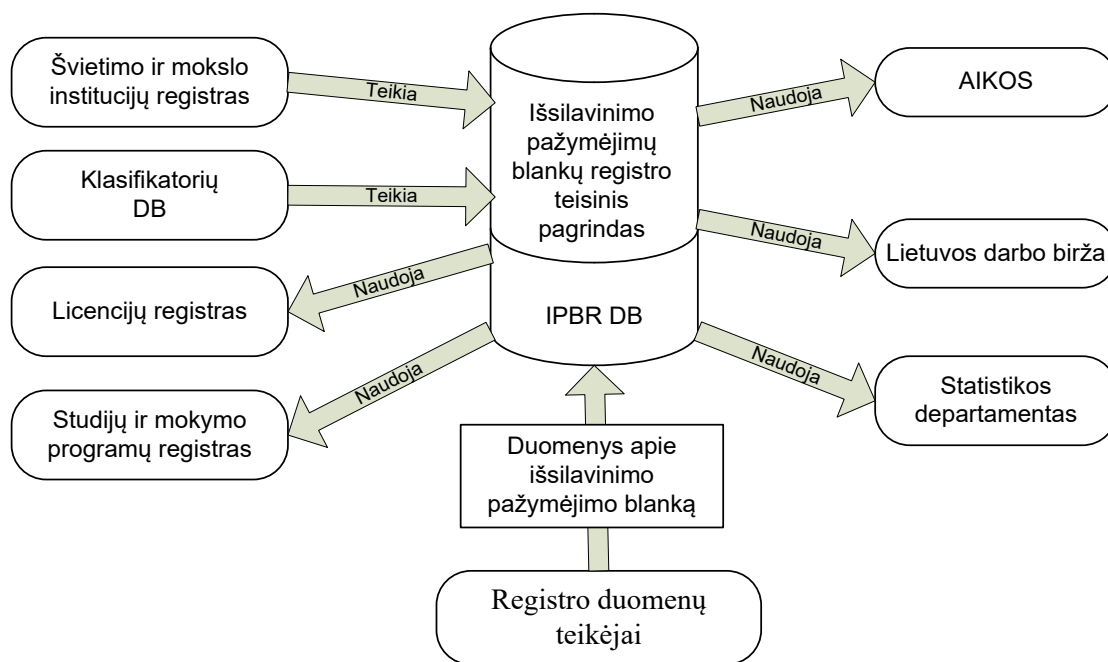 Švietimo ir mokslo
institucijų registras
Teikia
Klasifikatorių
DB
Teikia
Licencijų registras
Naudoja
Studijų ir mokymo
programų registras
Naudoja
Išsilavinimo
pažymėjimų
blankų registro
teisinis
pagrindas
IPBR DB
Naudoja
AIKOS
Naudoja
Lietuvos darbo birža
Naudoja
Statistikos
departamentas
Duomenys apie
išsilavinimo
pažymėjimo blanką
Registro duomenų
teikėjai